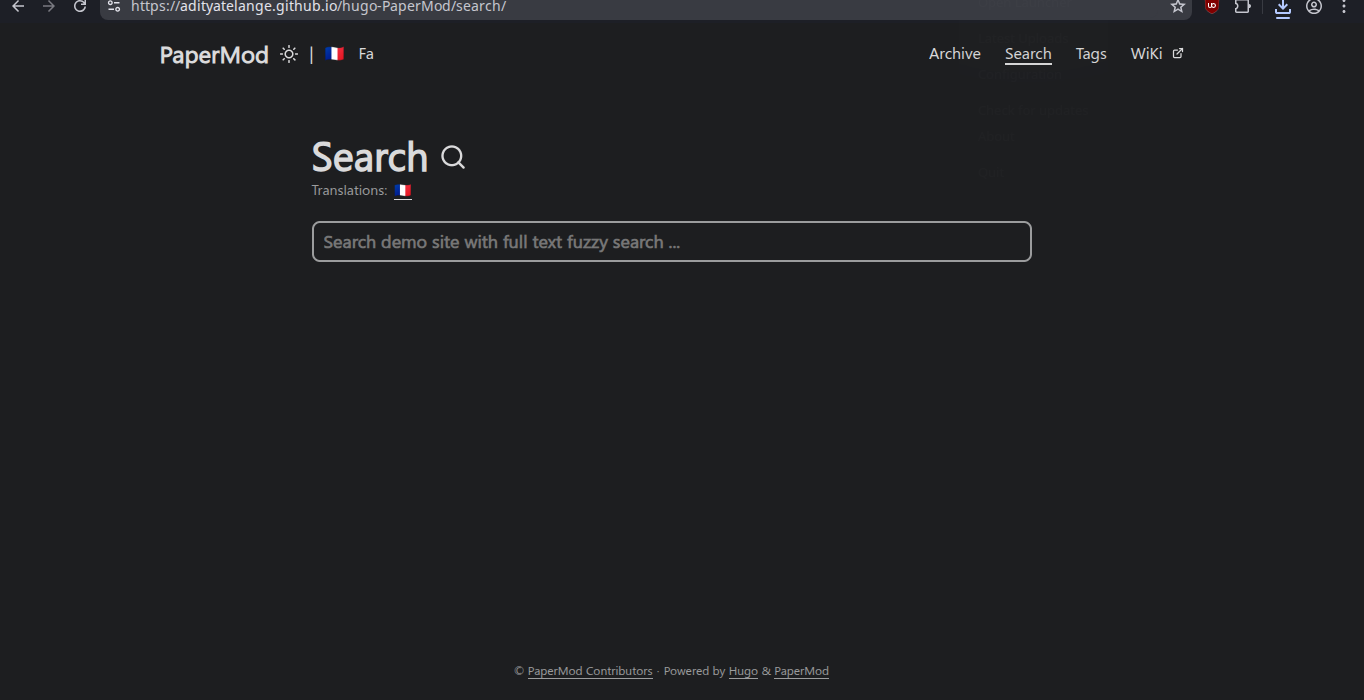 https://adityatelange.github.io/hugo-PaperMod/search/
PaperMod | Fa Archive Search Tags WiKi
Search
Translations:
Search demo site with full text fuzzy search ...
© PaperMod Contributors · Powered by Hugo & PaperMod